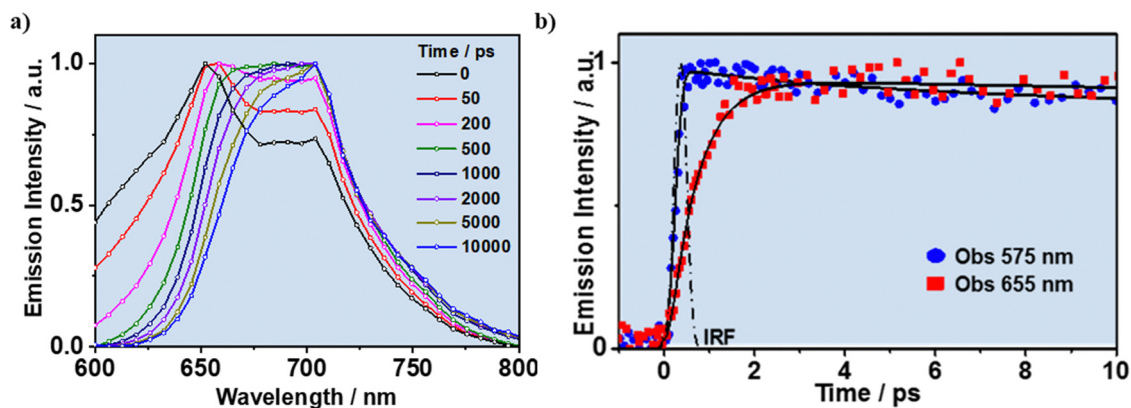 a)
Emission Intensity / a.u.
1.0
0.5
0.0
600
650
700
750
800
Wavelength / nm
Time / ps
0
50
200
500
1000
2000
5000
10000
b)
Emission Intensity / a.u.
1
0
0
2
4
6
8
10
Time / ps
Obs 575 nm
Obs 655 nm
IRF